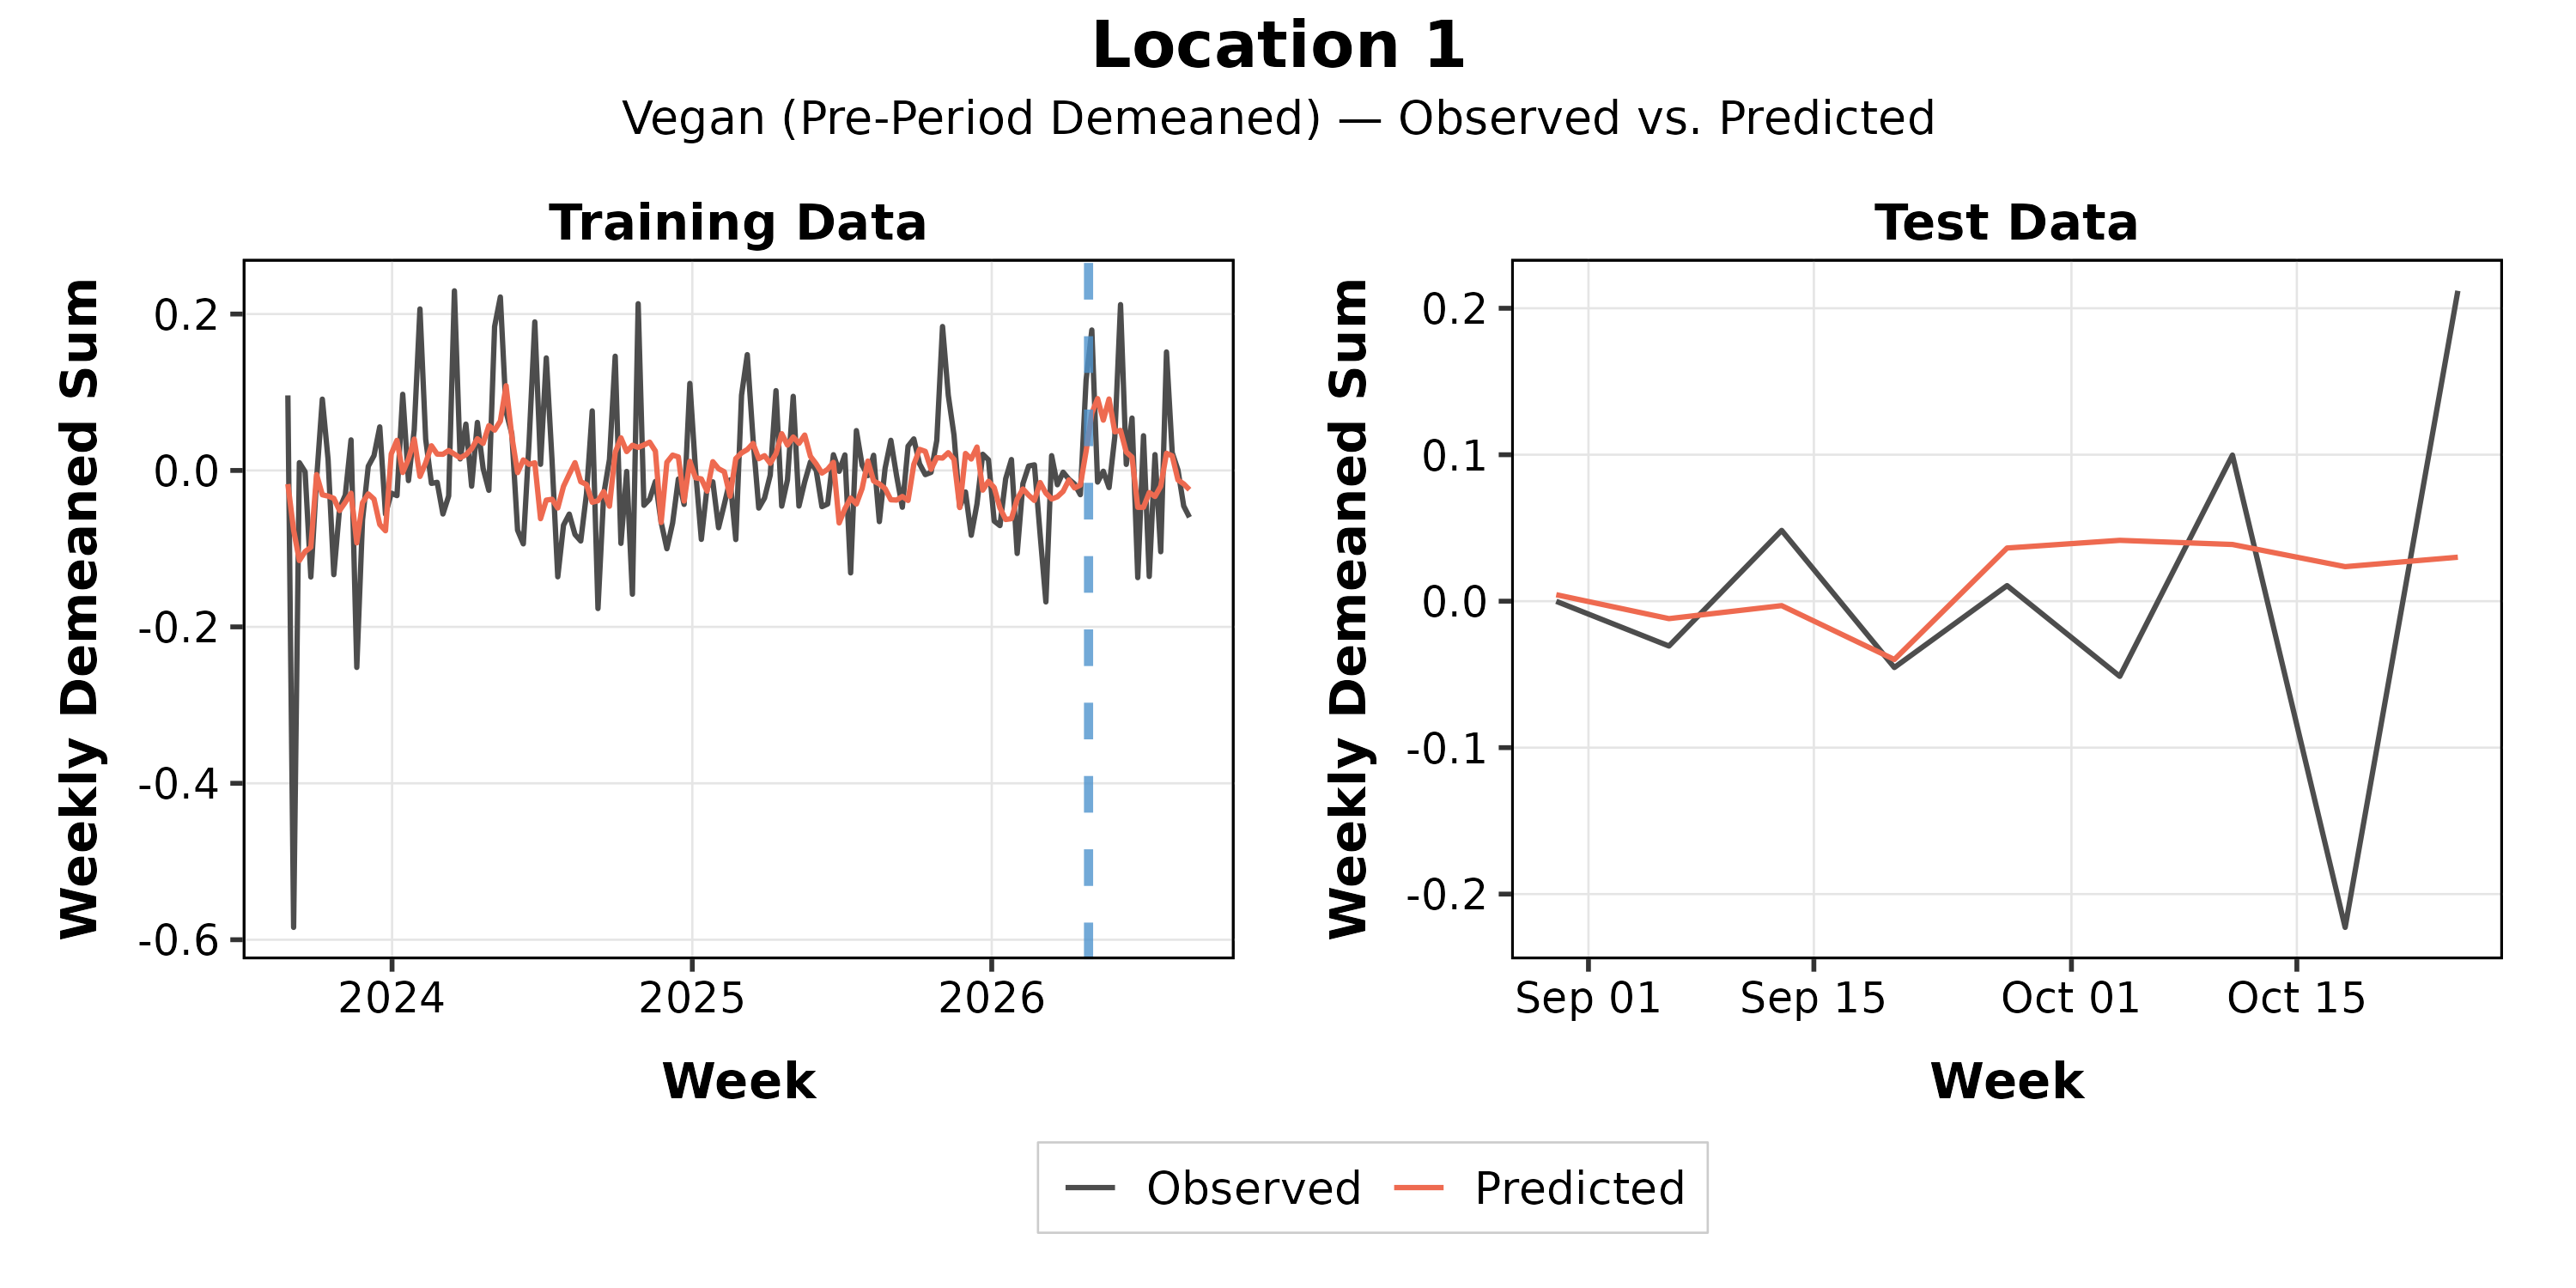 Location 1
Vegan (Pre-Period Demeaned) — Observed vs. Predicted
Training Data
Weekly Demeaned Sum
0.2
0.0
-0.2
-0.4
-0.6
2024 2025 2026
Week
Test Data
Weekly Demeaned Sum
0.2
0.1
0.0
-0.1
-0.2
Sep 01 Sep 15 Oct 01 Oct 15
Week
Observed Predicted